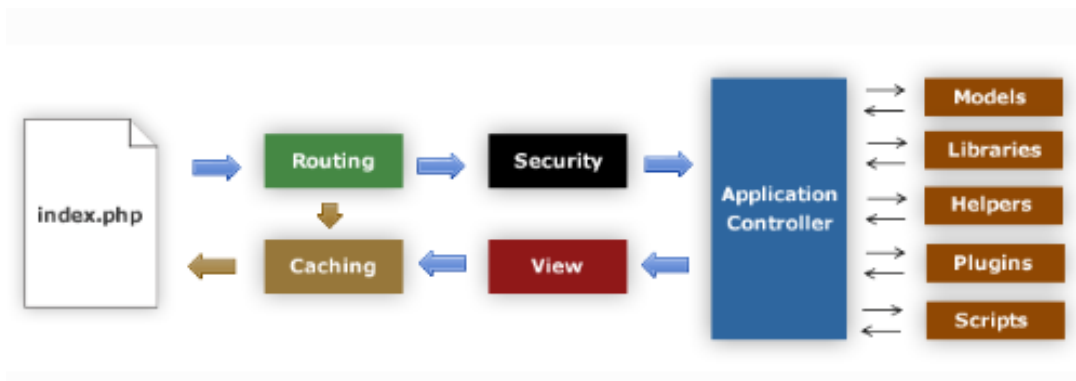 index.php
Routing
Security
Caching
View
Application
Controller
Models
Libraries
Helpers
Plugins
Scripts